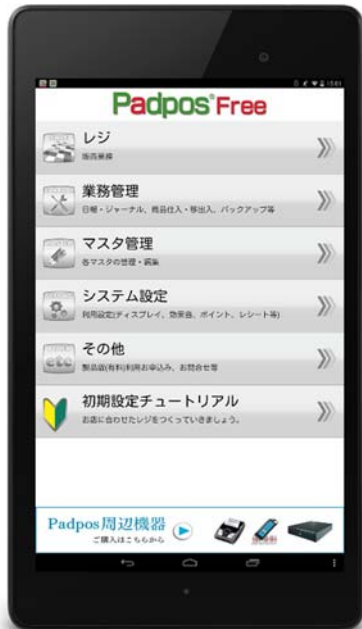 15:01
Padpos® Free
レジ
販売業務
業務管理
日報・ジャーナル、商品仕入・移出入、バックアップ等
マスタ管理
各マスタの管理・編集
システム設定
利用設定(ディスプレイ、効果音、ポイント、レシート等)
etc
その他
製品版(有料)利用お申込み、お問合せ等
初期設定チュートリアル
お店に合わせたレジをつくっていきましょう。
Padpos周辺機器
ご購入はこちらから